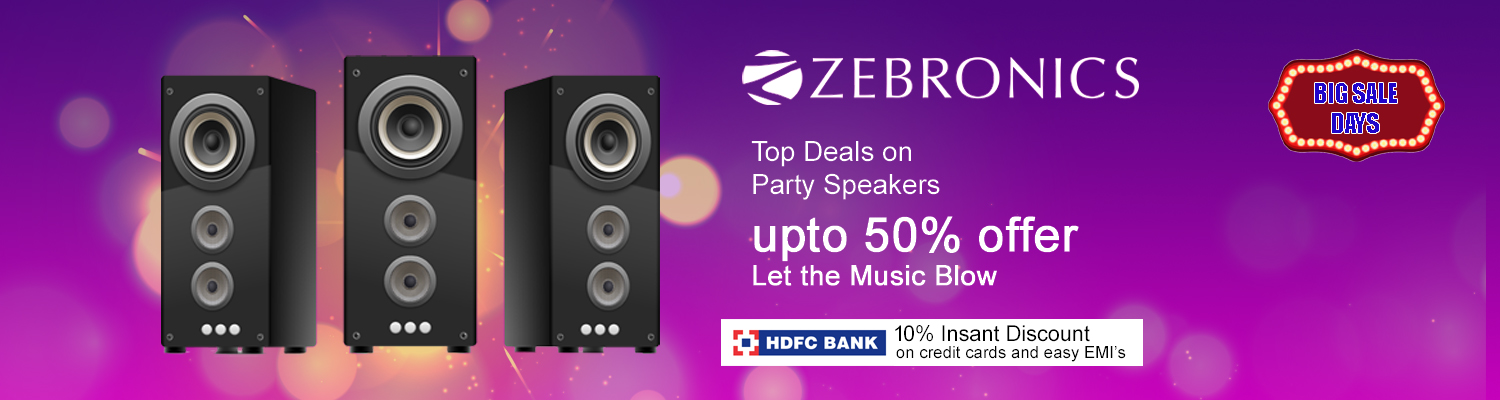 ZEBRONICS
BIG SALE
DAYS
Top Deals on
Party Speakers
upto 50% offer
Let the Music Blow
HDFC BANK
10% Insant Discount
on credit cards and easy EMI's